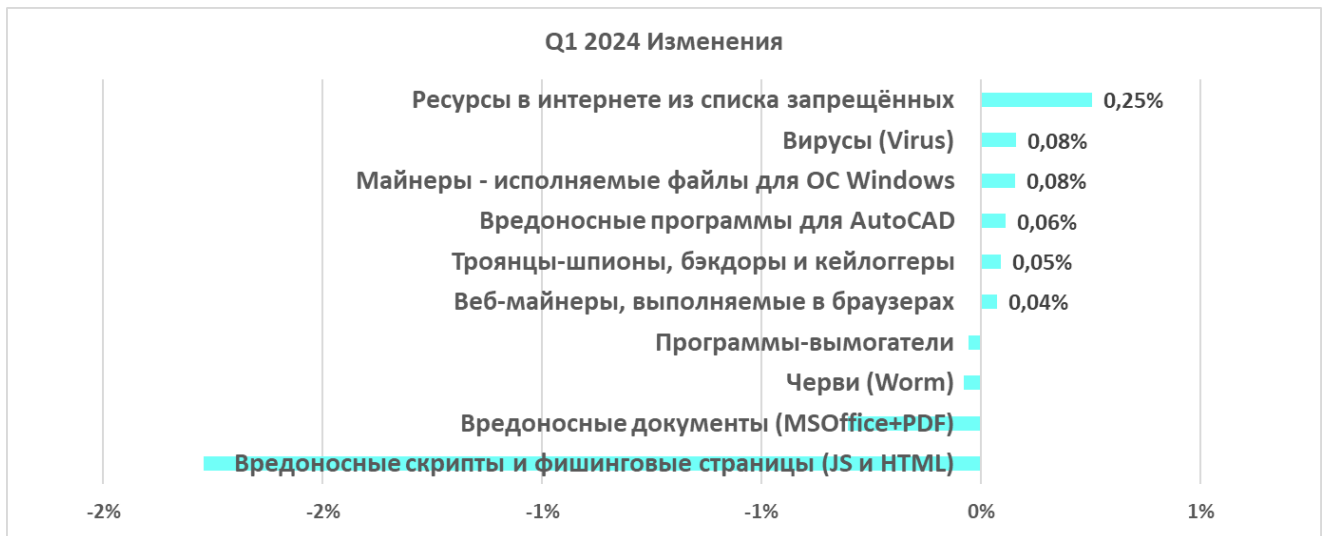 Q1 2024 Изменения
Ресурсы в интернете из списка запрещённых 0,25%
Вирусы (Virus) 0,08%
Майнеры - исполняемые файлы для ОС Windows 0,08%
Вредоносные программы для AutoCAD 0,06%
Троянцы-шпионы, бэкдоры и кейлоггеры 0,05%
Веб-майнеры, выполняемые в браузерах 0,04%
Программы-вымогатели
Черви (Worm)
Вредоносные документы (MSOffice+PDF)
Вредоносные скрипты и фишинговые страницы (JS и HTML)
-2% -2% -1% -1% 0% 1%